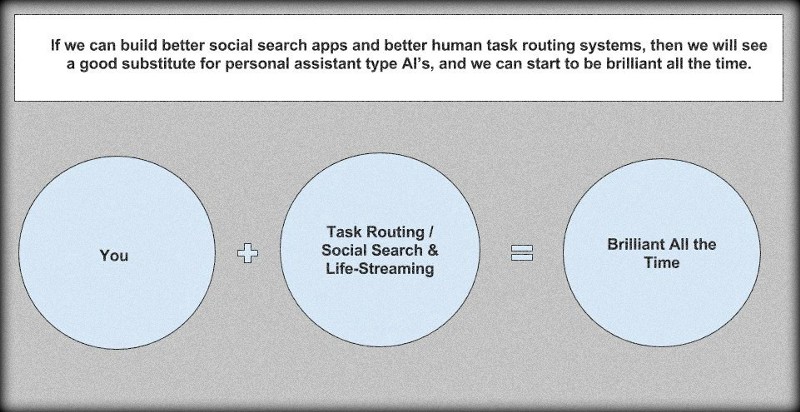 If we can build better social search apps and better human task routing systems, then we will see
a good substitute for personal assistant type AI's, and we can start to be brilliant all the time.
You
+
Task Routing /
Social Search &
Life-Streaming
=
Brilliant All the
Time